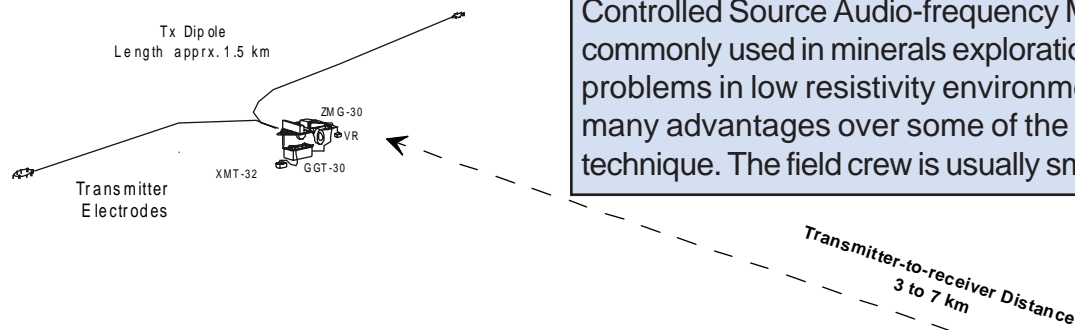 Tx Dipole
Length apprx. 1.5 km
ZMG-30
VR
XMT-32
GGT-30
Transmitter
Electrodes
Controlled Source Audio-frequency M
commonly used in minerals exploratio
problems in low resistivity environme
many advantages over some of the
technique. The field crew is usually sm
Transmitter-to-receiver Distance
3 to 7 km